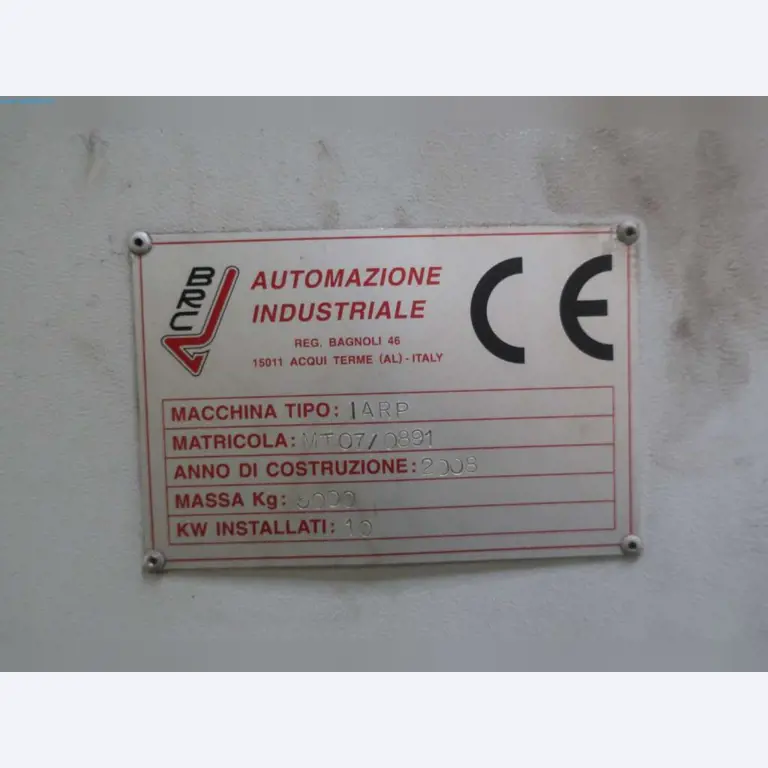 BRC
AUTOMAZIONE
INDUSTRIALE
REG. BAGNOLI 46
15011 ACQUI TERME (AL) - ITALY
CE
MACCHINA TIPO: IARP
MATRICOLA: MT07/0891
ANNO DI COSTRUZIONE: 2008
MASSA Kg:
KW INSTALLATI: 10